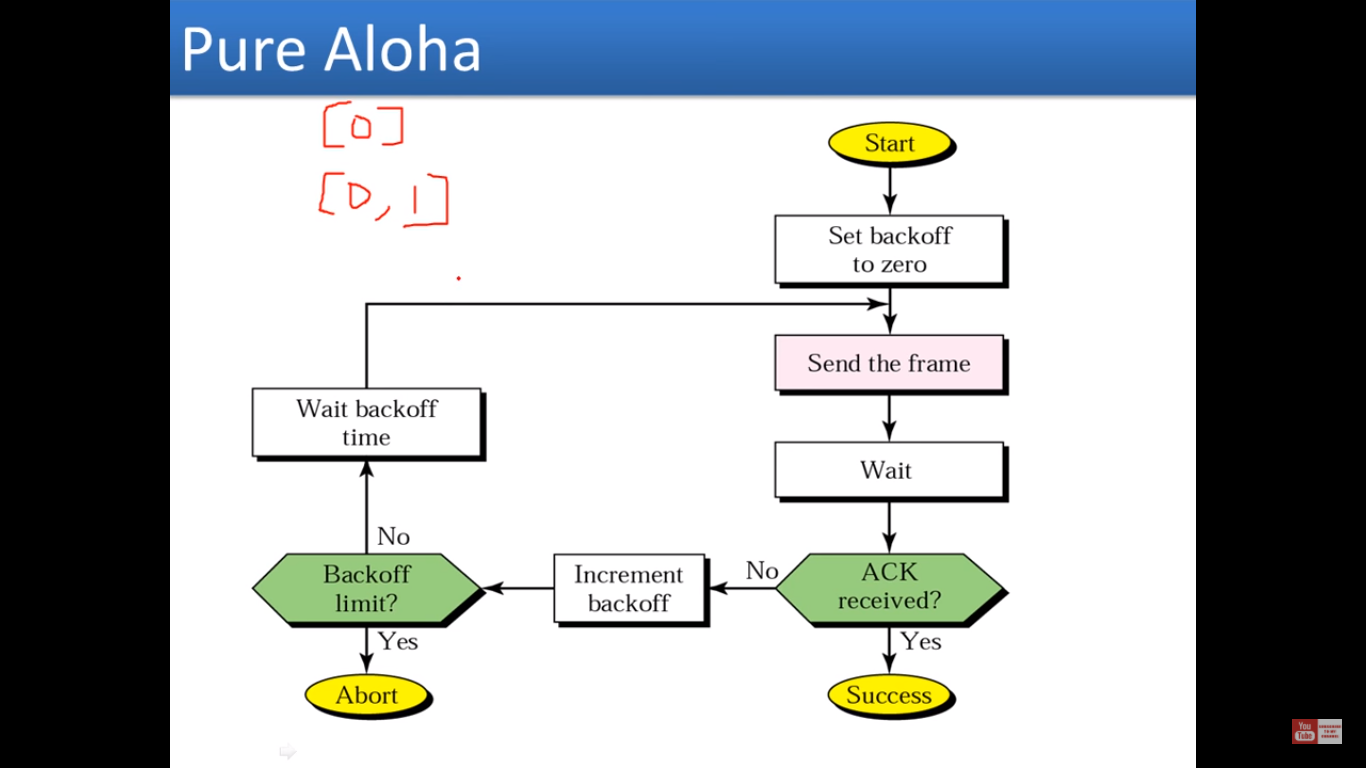 Pure Aloha
[0]
[0, 1]
Start
Set backoff
to zero
Send the frame
Wait backoff
time
Wait
No
Backoff
limit?
Increment
backoff
No
ACK
received?
Yes
Yes
Abort
Success
You
Tube